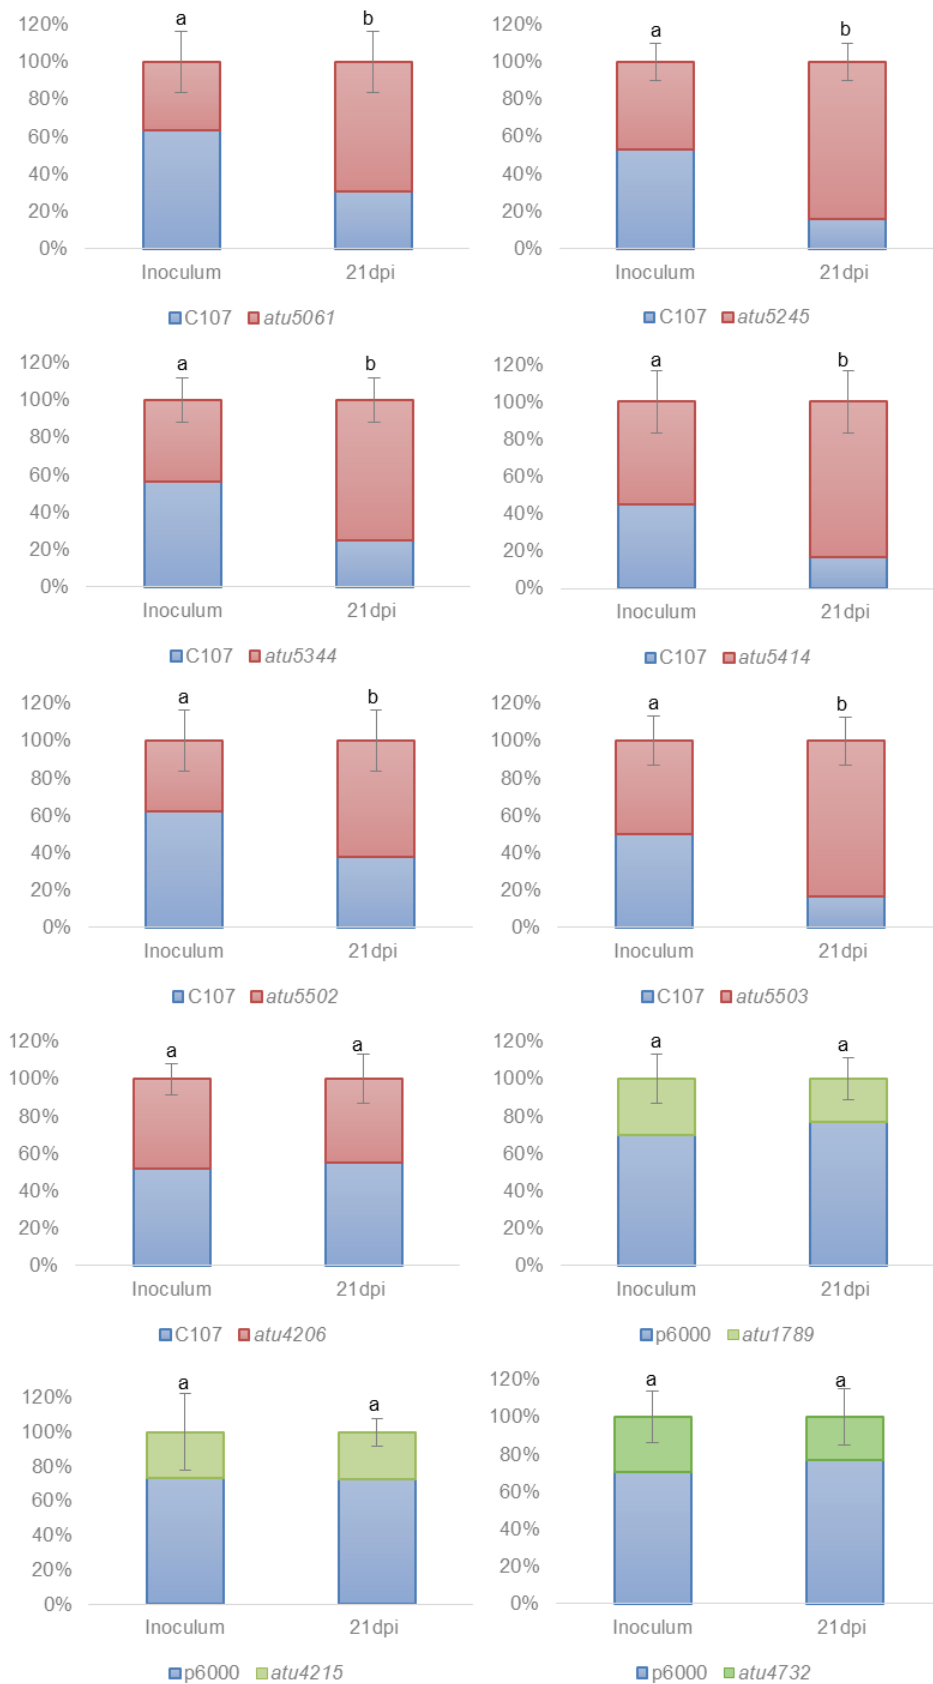 120%
a
b
100%
80%
60%
40%
20%
0%
Inoculum
21dpi
C107
atu5061
120%
a
b
100%
80%
60%
40%
20%
0%
Inoculum
21dpi
C107
atu5245
120%
a
b
100%
80%
60%
40%
20%
0%
Inoculum
21dpi
C107
atu5344
120%
a
b
100%
80%
60%
40%
20%
0%
Inoculum
21dpi
C107
atu5414
120%
a
b
100%
80%
60%
40%
20%
0%
Inoculum
21dpi
C107
atu5502
120%
a
b
100%
80%
60%
40%
20%
0%
Inoculum
21dpi
C107
atu5503
120%
a
a
100%
80%
60%
40%
20%
0%
Inoculum
21dpi
C107
atu4206
120%
a
a
100%
80%
60%
40%
20%
0%
Inoculum
21dpi
p6000
atu1789
120%
a
a
100%
80%
60%
40%
20%
0%
Inoculum
21dpi
p6000
atu4215
120%
a
a
100%
80%
60%
40%
20%
0%
Inoculum
21dpi
p6000
atu4732